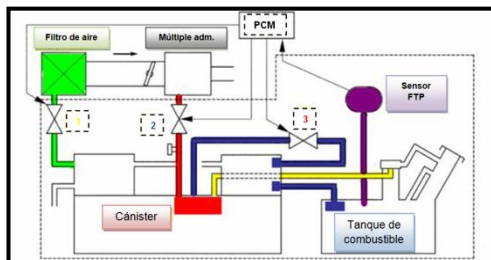 Filtro de aire
Múltiple adm.
PCM
Sensor
FTP
1
2
3
Cánister
Tanque de
combustible